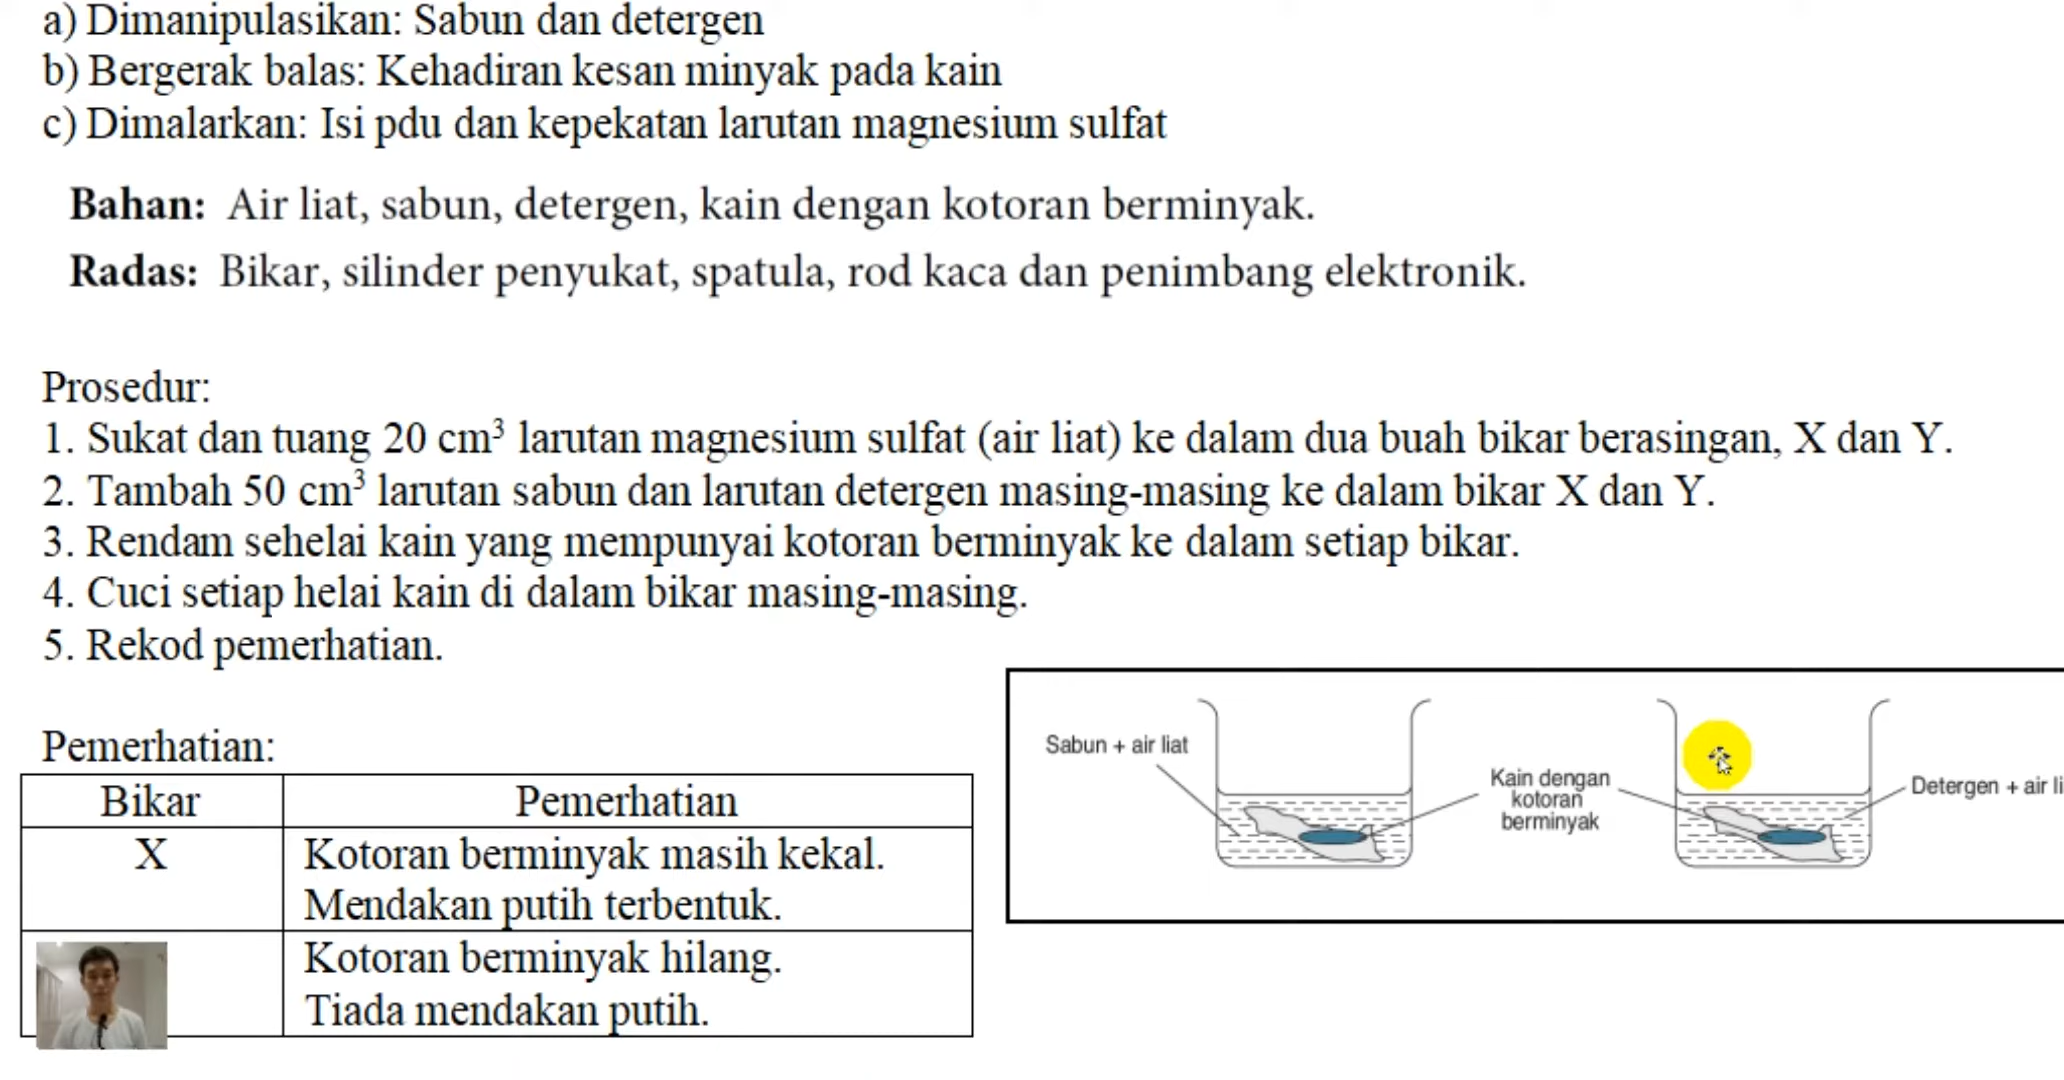 a) Dimanipulasikan: Sabun dan detergen
b) Bergerak balas: Kehadiran kesan minyak pada kain
c) Dimalarkan: Isi pdu dan kepekatan larutan magnesium sulfat
Bahan: Air liat, sabun, detergen, kain dengan kotoran berminyak.
Radas: Bikar, silinder penyukat, spatula, rod kaca dan penimbang elektronik.
Prosedur:
1. Sukat dan tuang 20 cm³ larutan magnesium sulfat (air liat) ke dalam dua buah bikar berasingan, X dan Y.
2. Tambah 50 cm³ larutan sabun dan larutan detergen masing-masing ke dalam bikar X dan Y.
3. Rendam sehelai kain yang mempunyai kotoran berminyak ke dalam setiap bikar.
4. Cuci setiap helai kain di dalam bikar masing-masing.
5. Rekod pemerhatian.
Pemerhatian:
Bikar Pemerhatian
X Kotoran berminyak masih kekal.
Mendakan putih terbentuk.
Kotoran berminyak hilang.
Tiada mendakan putih.
Sabun + air liat
Kain dengan
kotoran
berminyak
Detergen + air li